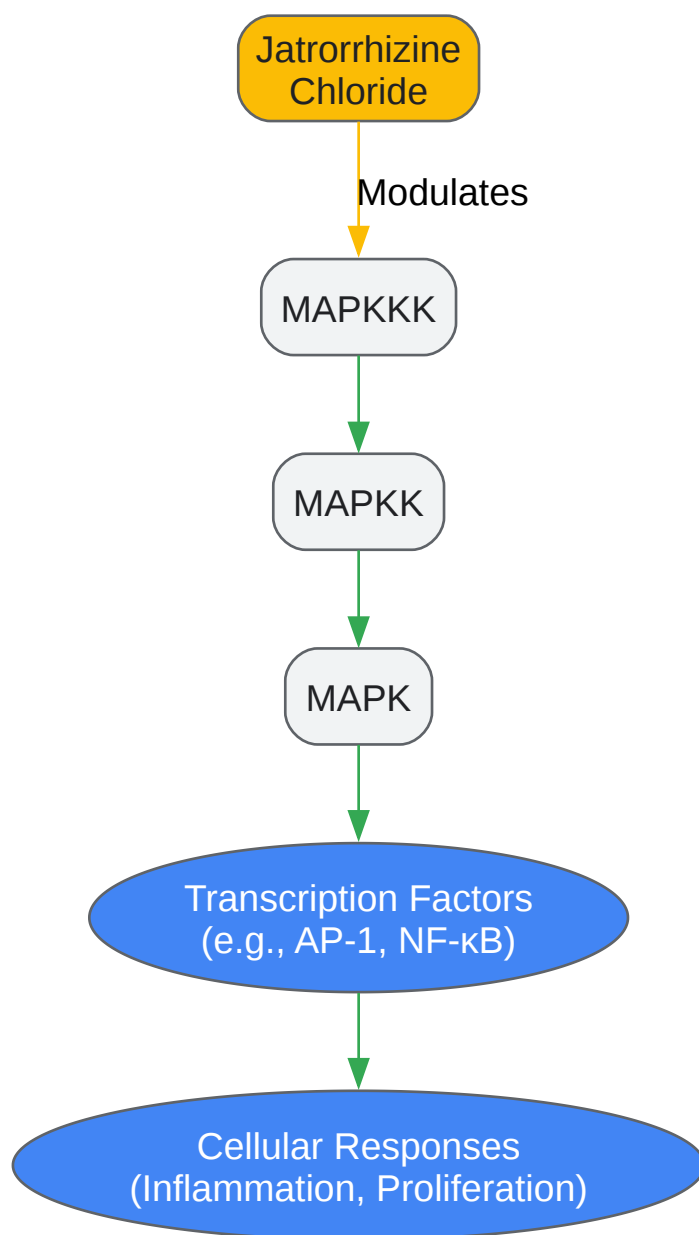 Jatrorrhizine
Chloride
Modulates
MAPKKK
MAPKK
MAPK
Transcription Factors
(e.g., AP-1, NF-κB)
Cellular Responses
(Inflammation, Proliferation)